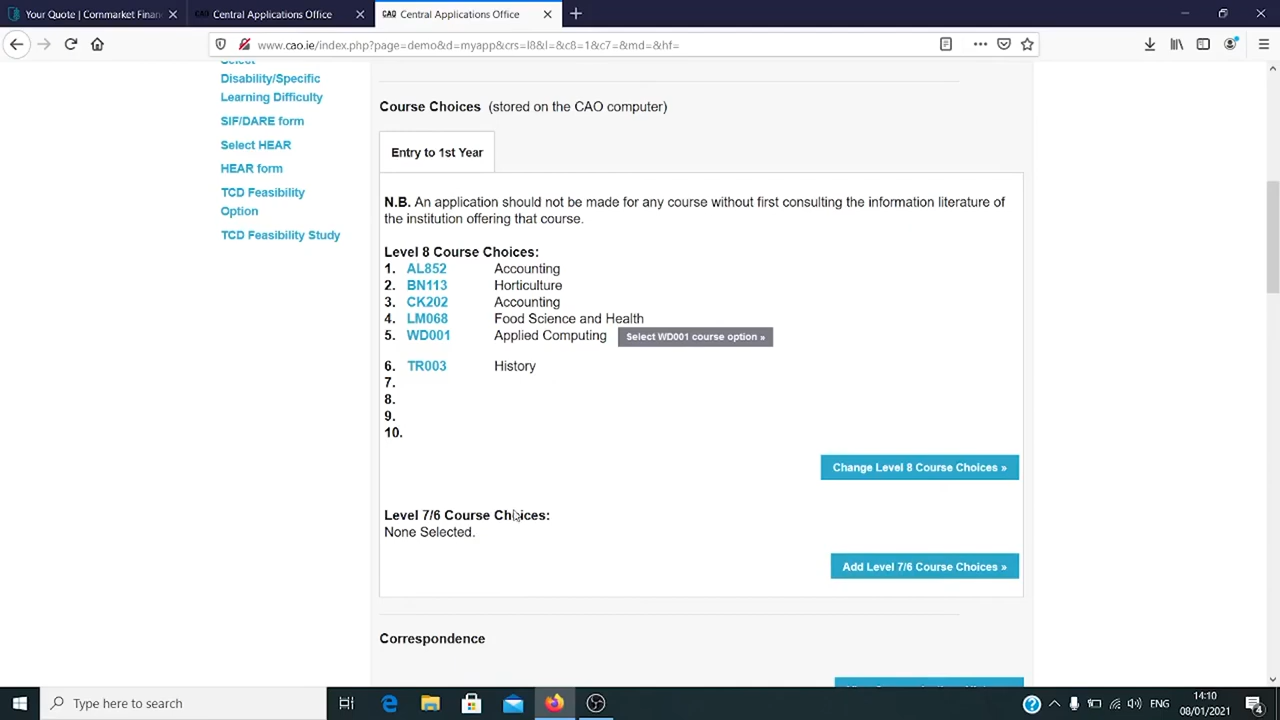 Your Quote | Cornmarket Finan
CAO Central Applications Office
CAO Central Applications Office
www.cao.ie/index.php?page=demo&d=myapp&crs=l8&l=&c8=1&c7=&md=&hf=
Select
Disability/Specific
Learning Difficulty
SIF/DARE form
Select HEAR
HEAR form
TCD Feasibility
Option
TCD Feasibility Study
Course Choices (stored on the CAO computer)
Entry to 1st Year
N.B. An application should not be made for any course without first consulting the information literature of
the institution offering that course.
Level 8 Course Choices:
1. AL852 Accounting
2. BN113 Horticulture
3. CK202 Accounting
4. LM068 Food Science and Health
5. WD001 Applied Computing Select WD001 course option »
6. TR003 History
7.
8.
9.
10.
Change Level 8 Course Choices »
Level 7/6 Course Choices:
None Selected.
Add Level 7/6 Course Choices »
Correspondence
Type here to search
ENG
14:10
08/01/2021
4